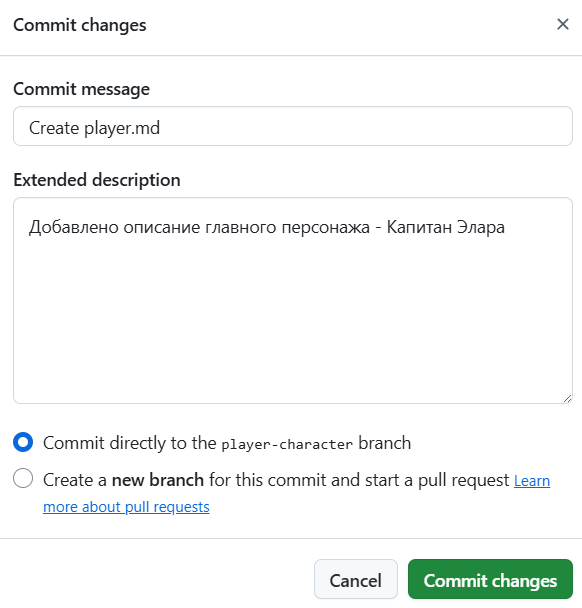 Commit changes
Commit message
Create player.md
Extended description
Добавлено описание главного персонажа - Капитан Элара
Commit directly to the player-character branch
Create a new branch for this commit and start a pull request Learn
more about pull requests
Cancel
Commit changes